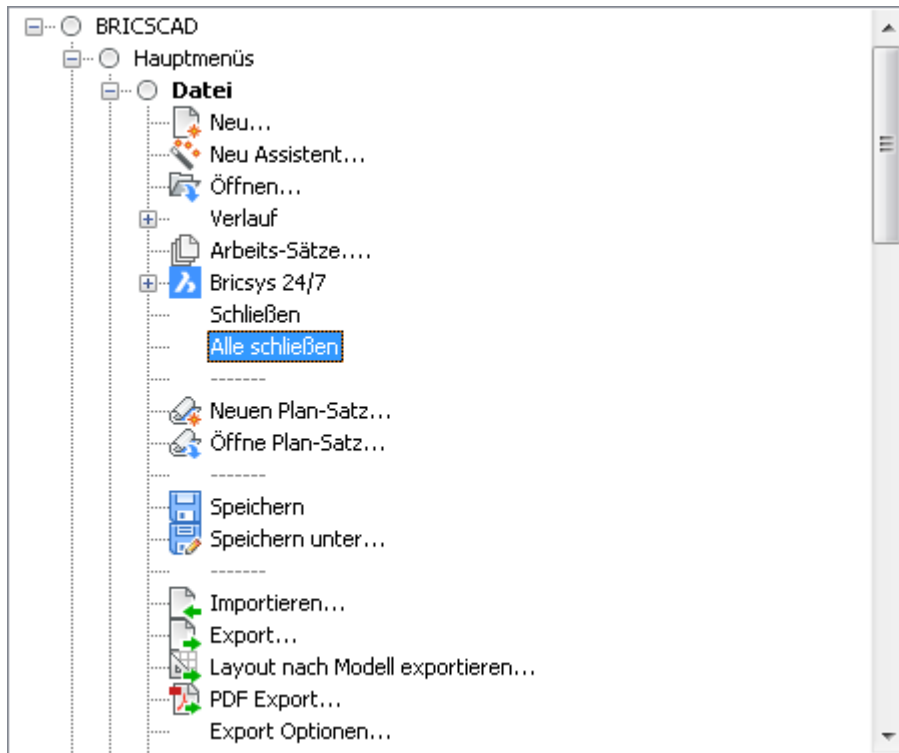 BRICSCAD
Hauptmenüs
Datei
Neu...
Neu Assistent...
Öffnen...
Verlauf
Arbeits-Sätze....
Bricsys 24/7
Schließen
Alle schließen
-------
Neuen Plan-Satz...
Öffne Plan-Satz...
-------
Speichern
Speichern unter...
-------
Importieren...
Export...
Layout nach Modell exportieren...
PDF Export...
Export Optionen...